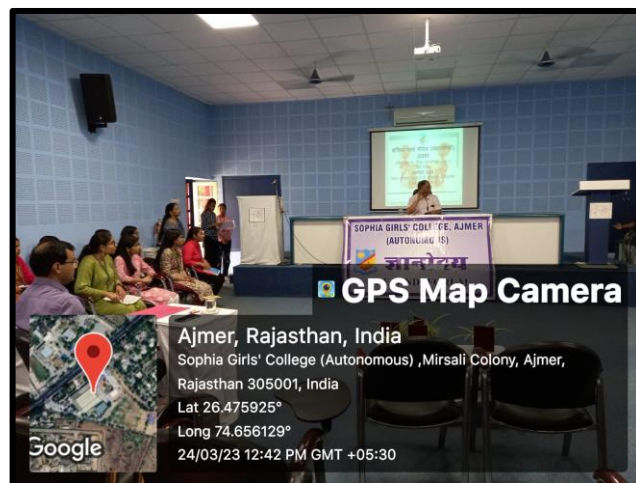 SOPHIA GIRLS' COLLEGE, AJMER
(AUTONOMOUS)
ज्ञानोदय
GPS Map Camera
Ajmer, Rajasthan, India
Sophia Girls' College (Autonomous) ,Mirsali Colony, Ajmer,
Rajasthan 305001, India
Lat 26.475925°
Long 74.656129°
24/03/23 12:42 PM GMT +05:30
Google